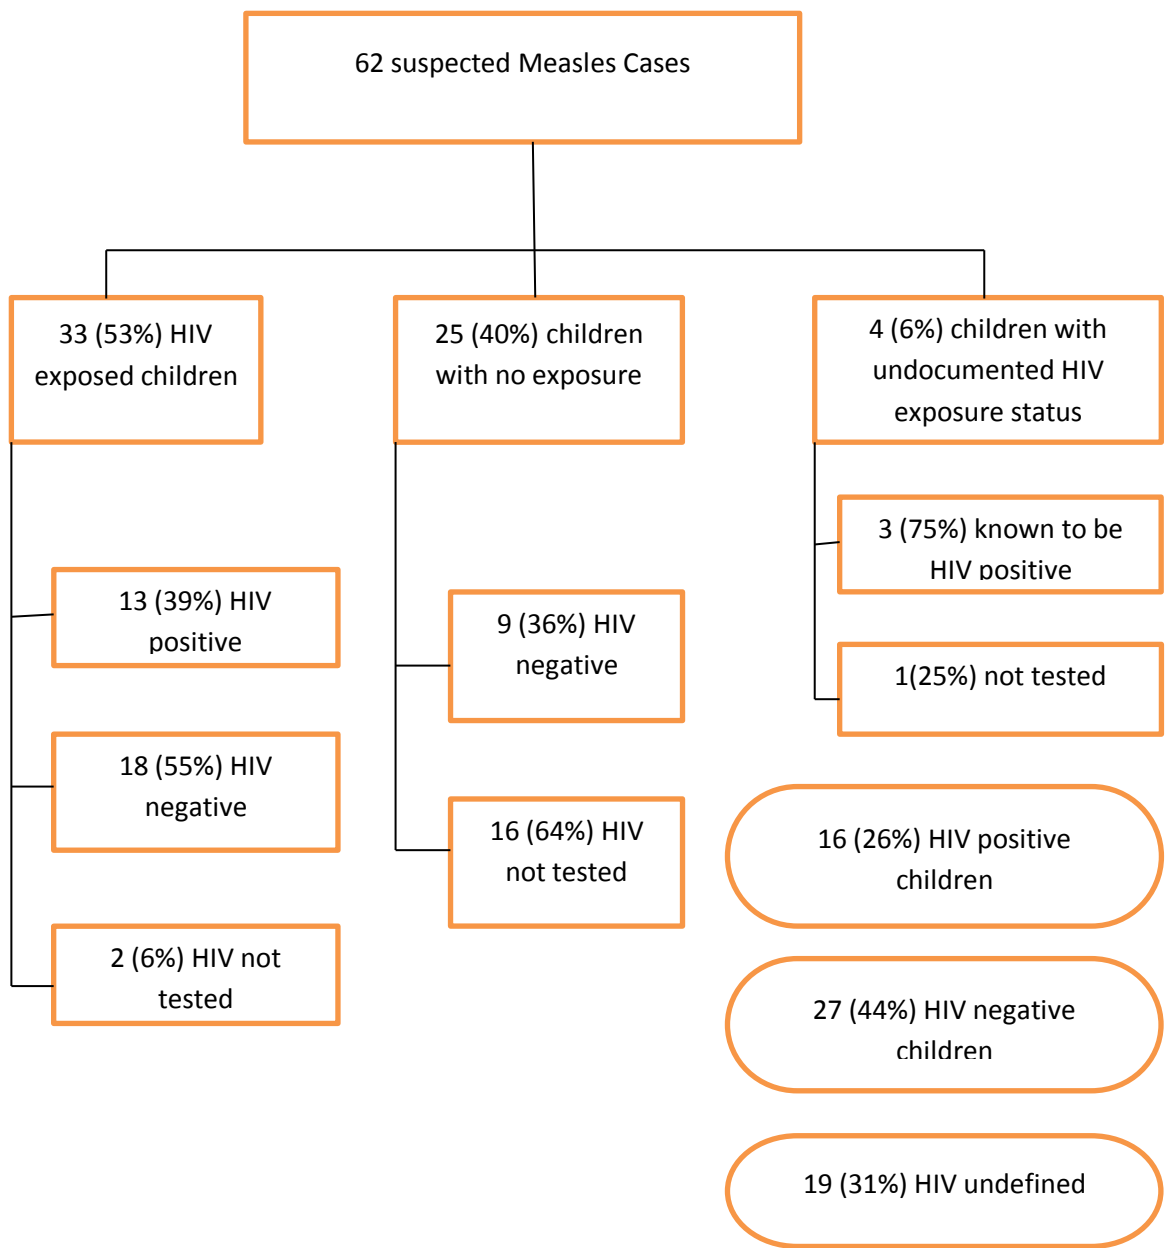 62 suspected Measles Cases
33 (53%) HIV
exposed children
25 (40%) children
with no exposure
4 (6%) children with
undocumented HIV
exposure status
13 (39%) HIV
positive
18 (55%) HIV
negative
2 (6%) HIV not
tested
9 (36%) HIV
negative
16 (64%) HIV
not tested
3 (75%) known to be
HIV positive
1(25%) not tested
16 (26%) HIV positive
children
27 (44%) HIV negative
children
19 (31%) HIV undefined